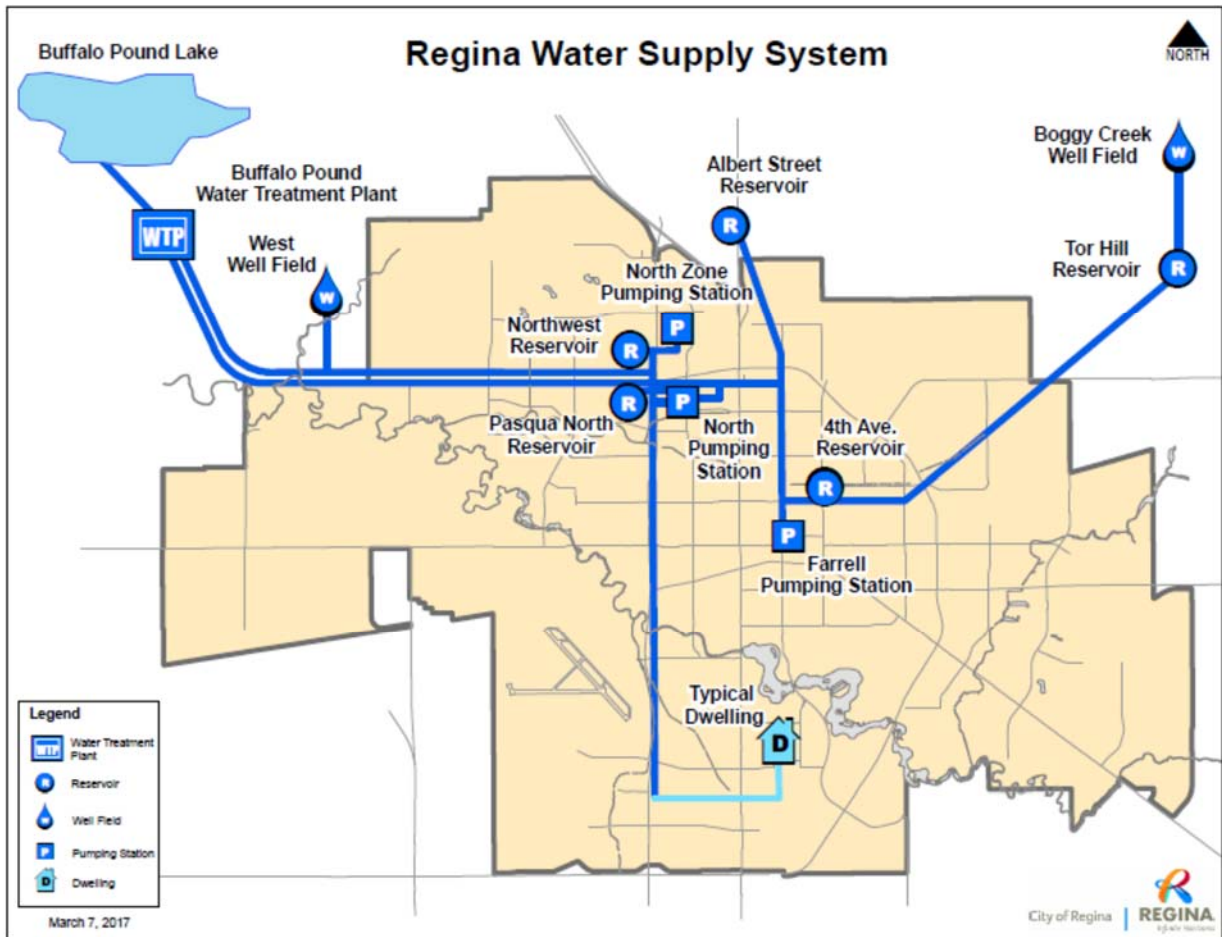 Regina Water Supply System
NORTH
Buffalo Pound Lake
Buffalo Pound
Water Treatment Plant
WTP
West
Well Field
W
Albert Street
Reservoir
R
Boggy Creek
Well Field
W
Tor Hill
Reservoir
R
North Zone
Pumping Station
P
Northwest
Reservoir
R
Pasqua North
Reservoir
R
P
North
Pumping
Station
4th Ave.
Reservoir
R
P
Farrell
Pumping Station
Typical
Dwelling
D
Legend
WTP
Water Treatment
Plant
R
Reservoir
Well Field
P
Pumping Station
D
Dwelling
March 7, 2017
City of Regina
REGINA